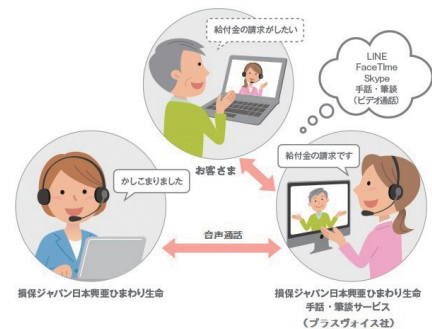 給付金の請求がしたい
LINE
FaceTime
Skype
手話・筆談
(ビデオ通話)
お客さま
かしこまりました
給付金の請求です
音声通話
損保ジャパン日本興亜ひまわり生命
損保ジャパン日本興亜ひまわり生命
手話・筆談サービス
(プラスヴォイス社)